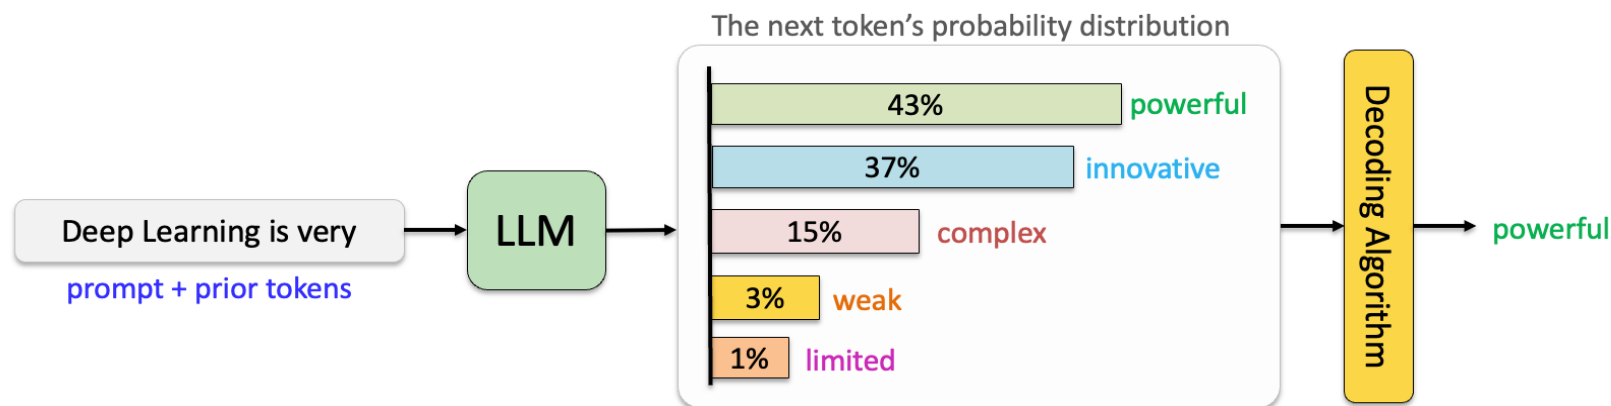 The next token’s probability distribution
Deep Learning is very
prompt + prior tokens
LLM
43% powerful
37% innovative
15% complex
3% weak
1% limited
Decoding Algorithm
powerful